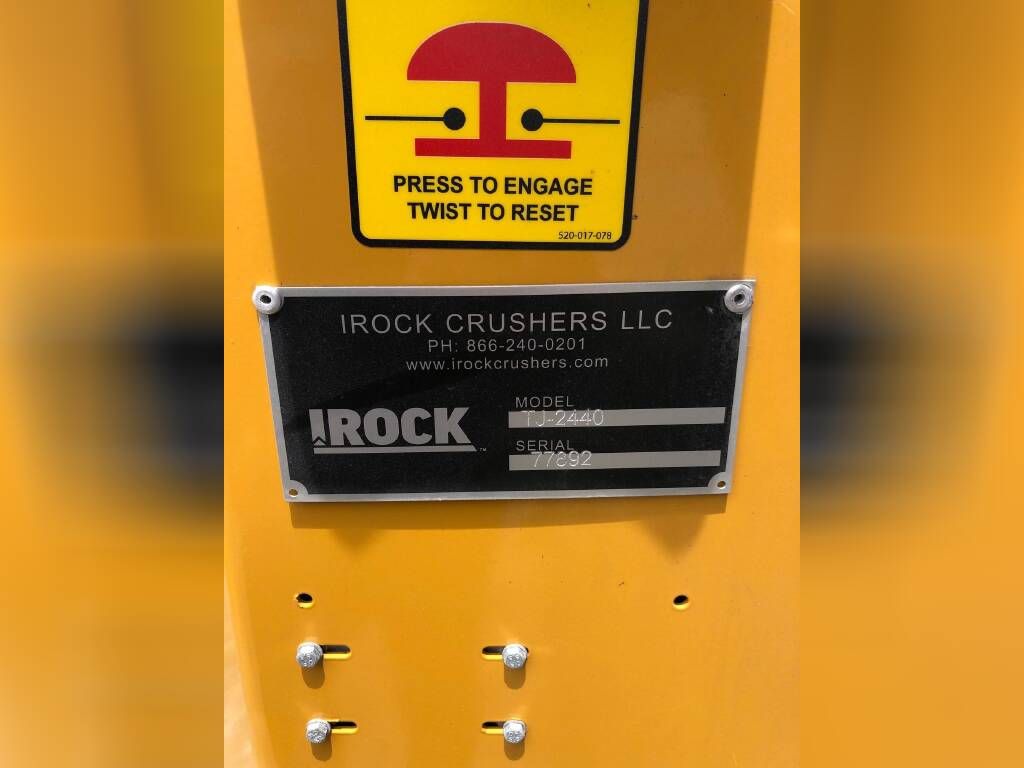 PRESS TO ENGAGE
TWIST TO RESET
520-017-078
IROCK CRUSHERS LLC
PH: 866-240-0201
www.irockcrushers.com
IROCK
™
MODEL
TJ-2440
SERIAL
77892